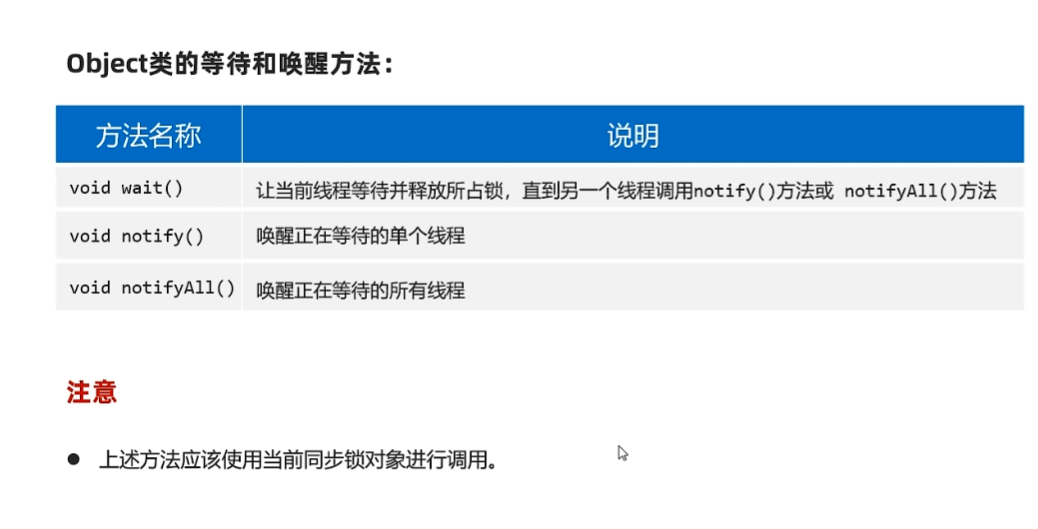 Object类的等待和唤醒方法：
方法名称 说明
void wait() 让当前线程等待并释放所占锁，直到另一个线程调用notify()方法或 notifyAll()方法
void notify() 唤醒正在等待的单个线程
void notifyAll() 唤醒正在等待的所有线程
注意
● 上述方法应该使用当前同步锁对象进行调用。